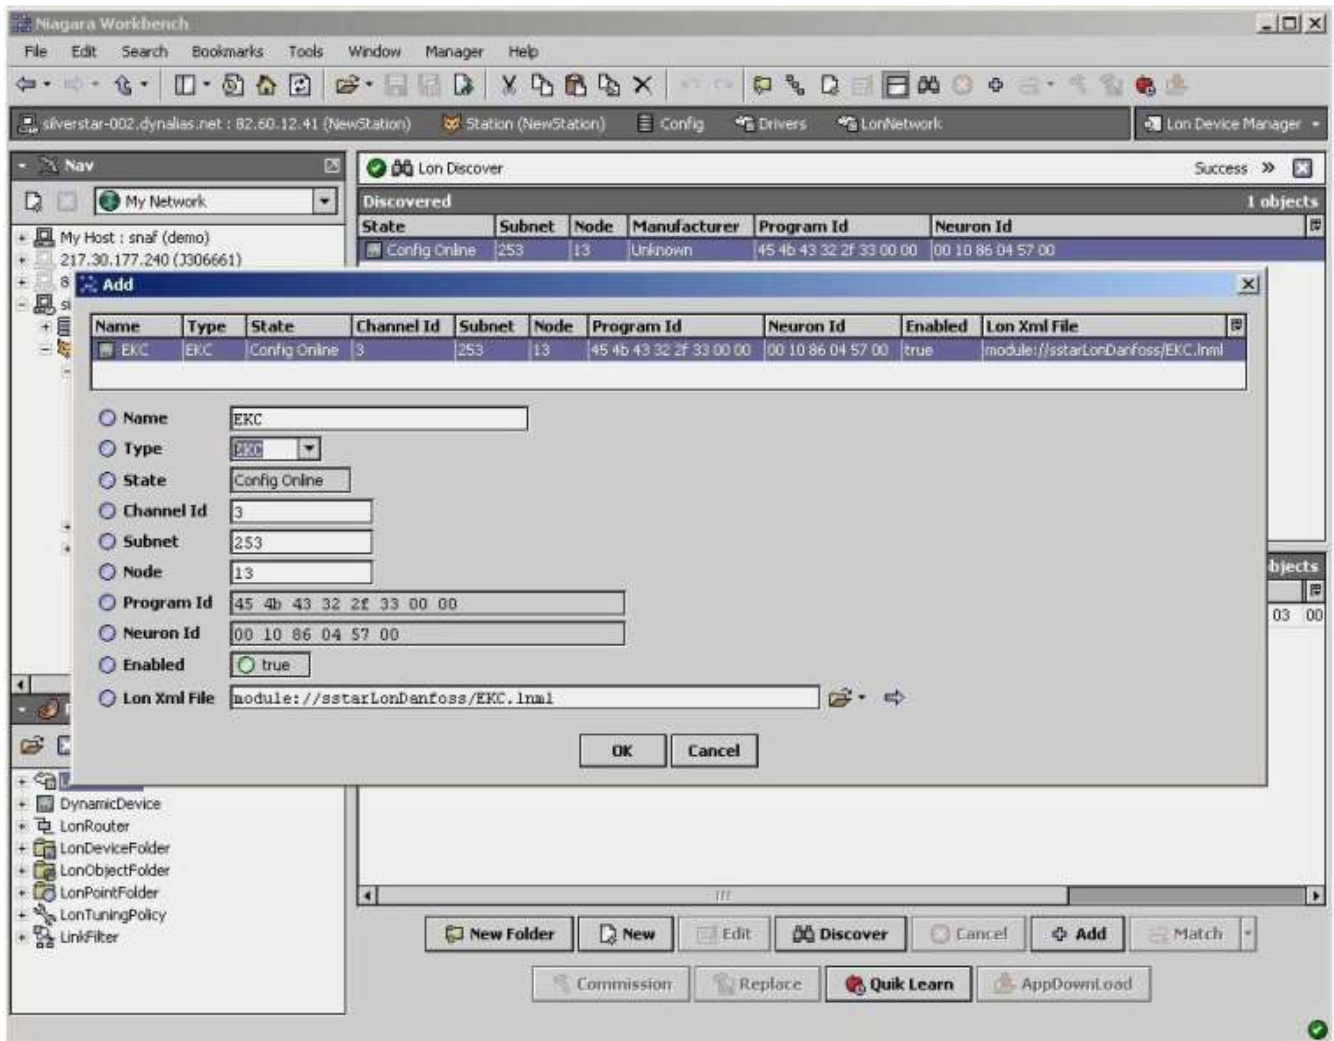 Niagara Workbench
File Edit Search Bookmarks Tools Window Manager Help
silverstar-002.dynalias.net : 82.60.12.41 (NewStation) Station (NewStation) Config Drivers LonNetwork Lon Device Manager
Nav
Lon Discover Success »
My Network
Discovered 1 objects
State Subnet Node Manufacturer Program Id Neuron Id
Config Online 253 13 Unknown 45 4b 43 32 2f 33 00 00 00 10 86 04 57 00
My Host : snaf (demo)
217.30.177.240 (J306661)
8
si
Add
Name Type State Channel Id Subnet Node Program Id Neuron Id Enabled Lon Xml File
EKC EKC Config Online 3 253 13 45 4b 43 32 2f 33 00 00 00 10 86 04 57 00 true module://sstarLonDanfoss/EKC.lnml
Name EKC
Type EKC
State Config Online
Channel Id 3
Subnet 253
Node 13
Program Id 45 4b 43 32 2f 33 00 00
Neuron Id 00 10 86 04 57 00
Enabled true
Lon Xml File module://sstarLonDanfoss/EKC.lnml
OK Cancel
bjects
03 00
DynamicDevice
LonRouter
LonDeviceFolder
LonObjectFolder
LonPointFolder
LonTuningPolicy
LinkFilter
New Folder New Edit Discover Cancel Add Match
Commission Replace Quik Learn AppDownLoad